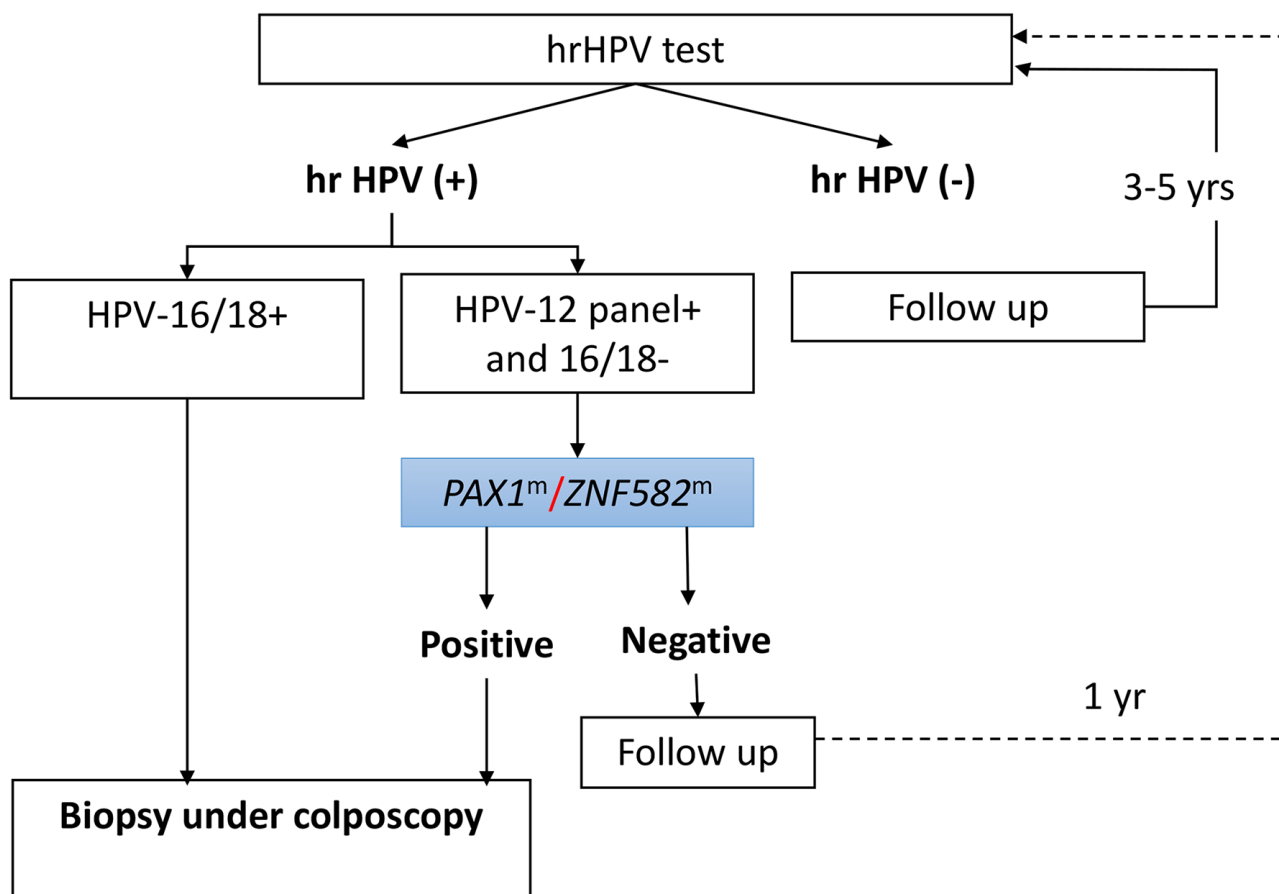 hrHPV test
hr HPV (+)
hr HPV (-)
3-5 yrs
HPV-16/18+
HPV-12 panel+
and 16/18-
Follow up
PAX1ᵐ/ZNF582ᵐ
Positive
Negative
1 yr
Follow up
Biopsy under colposcopy